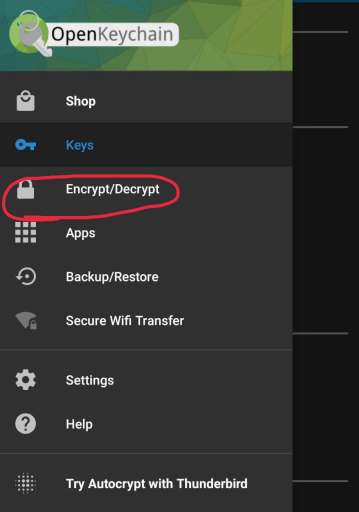 OpenKeychain
Shop
Keys
Encrypt/Decrypt
Apps
Backup/Restore
Secure Wifi Transfer
Settings
Help
Try Autocrypt with Thunderbird